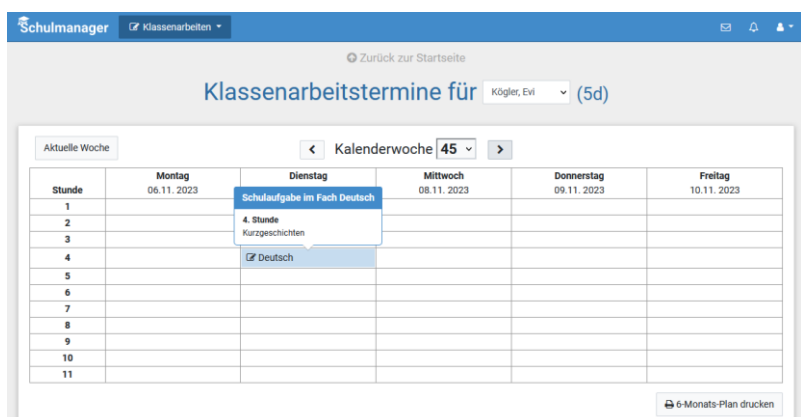 Schulmanager Klassenarbeiten
Zurück zur Startseite
Klassenarbeitstermine für Kögler, Evi (5d)
Aktuelle Woche Kalenderwoche 45
Stunde Montag 06.11. 2023 Dienstag Mittwoch 08.11. 2023 Donnerstag 09.11. 2023 Freitag 10.11. 2023
Schulaufgabe im Fach Deutsch
4. Stunde
Kurzgeschichten
1
2
3
4 Deutsch
5
6
7
8
9
10
11
6-Monats-Plan drucken